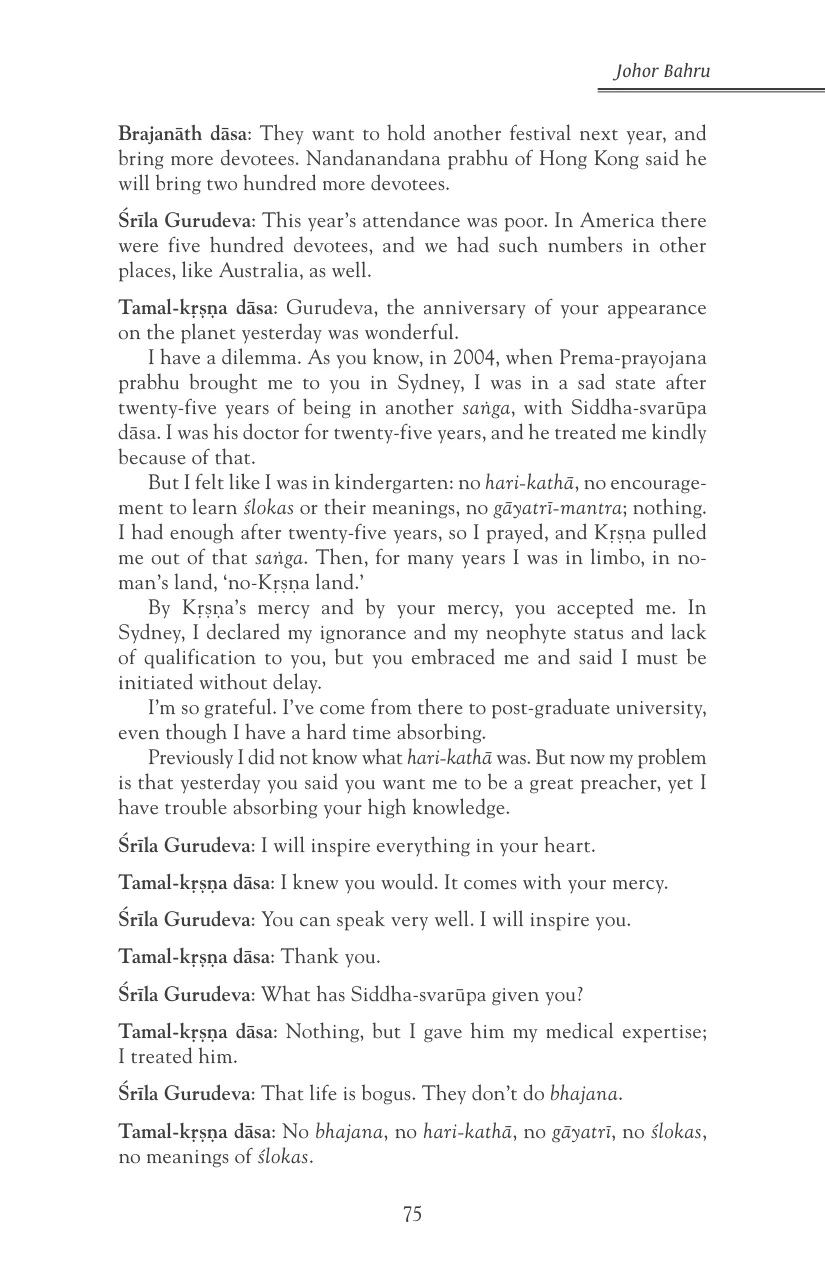 Johor Bahru
Brajanāth dāsa: They want to hold another festival next year, and
bring more devotees. Nandanandana prabhu of Hong Kong said he
will bring two hundred more devotees.
Śrīla Gurudeva: This year’s attendance was poor. In America there
were five hundred devotees, and we had such numbers in other
places, like Australia, as well.
Tamal-kṛṣṇa dāsa: Gurudeva, the anniversary of your appearance
on the planet yesterday was wonderful.
I have a dilemma. As you know, in 2004, when Prema-prayojana
prabhu brought me to you in Sydney, I was in a sad state after
twenty-five years of being in another saṅga, with Siddha-svarūpa
dāsa. I was his doctor for twenty-five years, and he treated me kindly
because of that.
But I felt like I was in kindergarten: no hari-kathā, no encourage-
ment to learn ślokas or their meanings, no gāyatrī-mantra; nothing.
I had enough after twenty-five years, so I prayed, and Kṛṣṇa pulled
me out of that saṅga. Then, for many years I was in limbo, in no-
man’s land, ‘no-Kṛṣṇa land.’
By Kṛṣṇa’s mercy and by your mercy, you accepted me. In
Sydney, I declared my ignorance and my neophyte status and lack
of qualification to you, but you embraced me and said I must be
initiated without delay.
I’m so grateful. I’ve come from there to post-graduate university,
even though I have a hard time absorbing.
Previously I did not know what hari-kathā was. But now my problem
is that yesterday you said you want me to be a great preacher, yet I
have trouble absorbing your high knowledge.
Śrīla Gurudeva: I will inspire everything in your heart.
Tamal-kṛṣṇa dāsa: I knew you would. It comes with your mercy.
Śrīla Gurudeva: You can speak very well. I will inspire you.
Tamal-kṛṣṇa dāsa: Thank you.
Śrīla Gurudeva: What has Siddha-svarūpa given you?
Tamal-kṛṣṇa dāsa: Nothing, but I gave him my medical expertise;
I treated him.
Śrīla Gurudeva: That life is bogus. They don’t do bhajana.
Tamal-kṛṣṇa dāsa: No bhajana, no hari-kathā, no gāyatrī, no ślokas,
no meanings of ślokas.
75